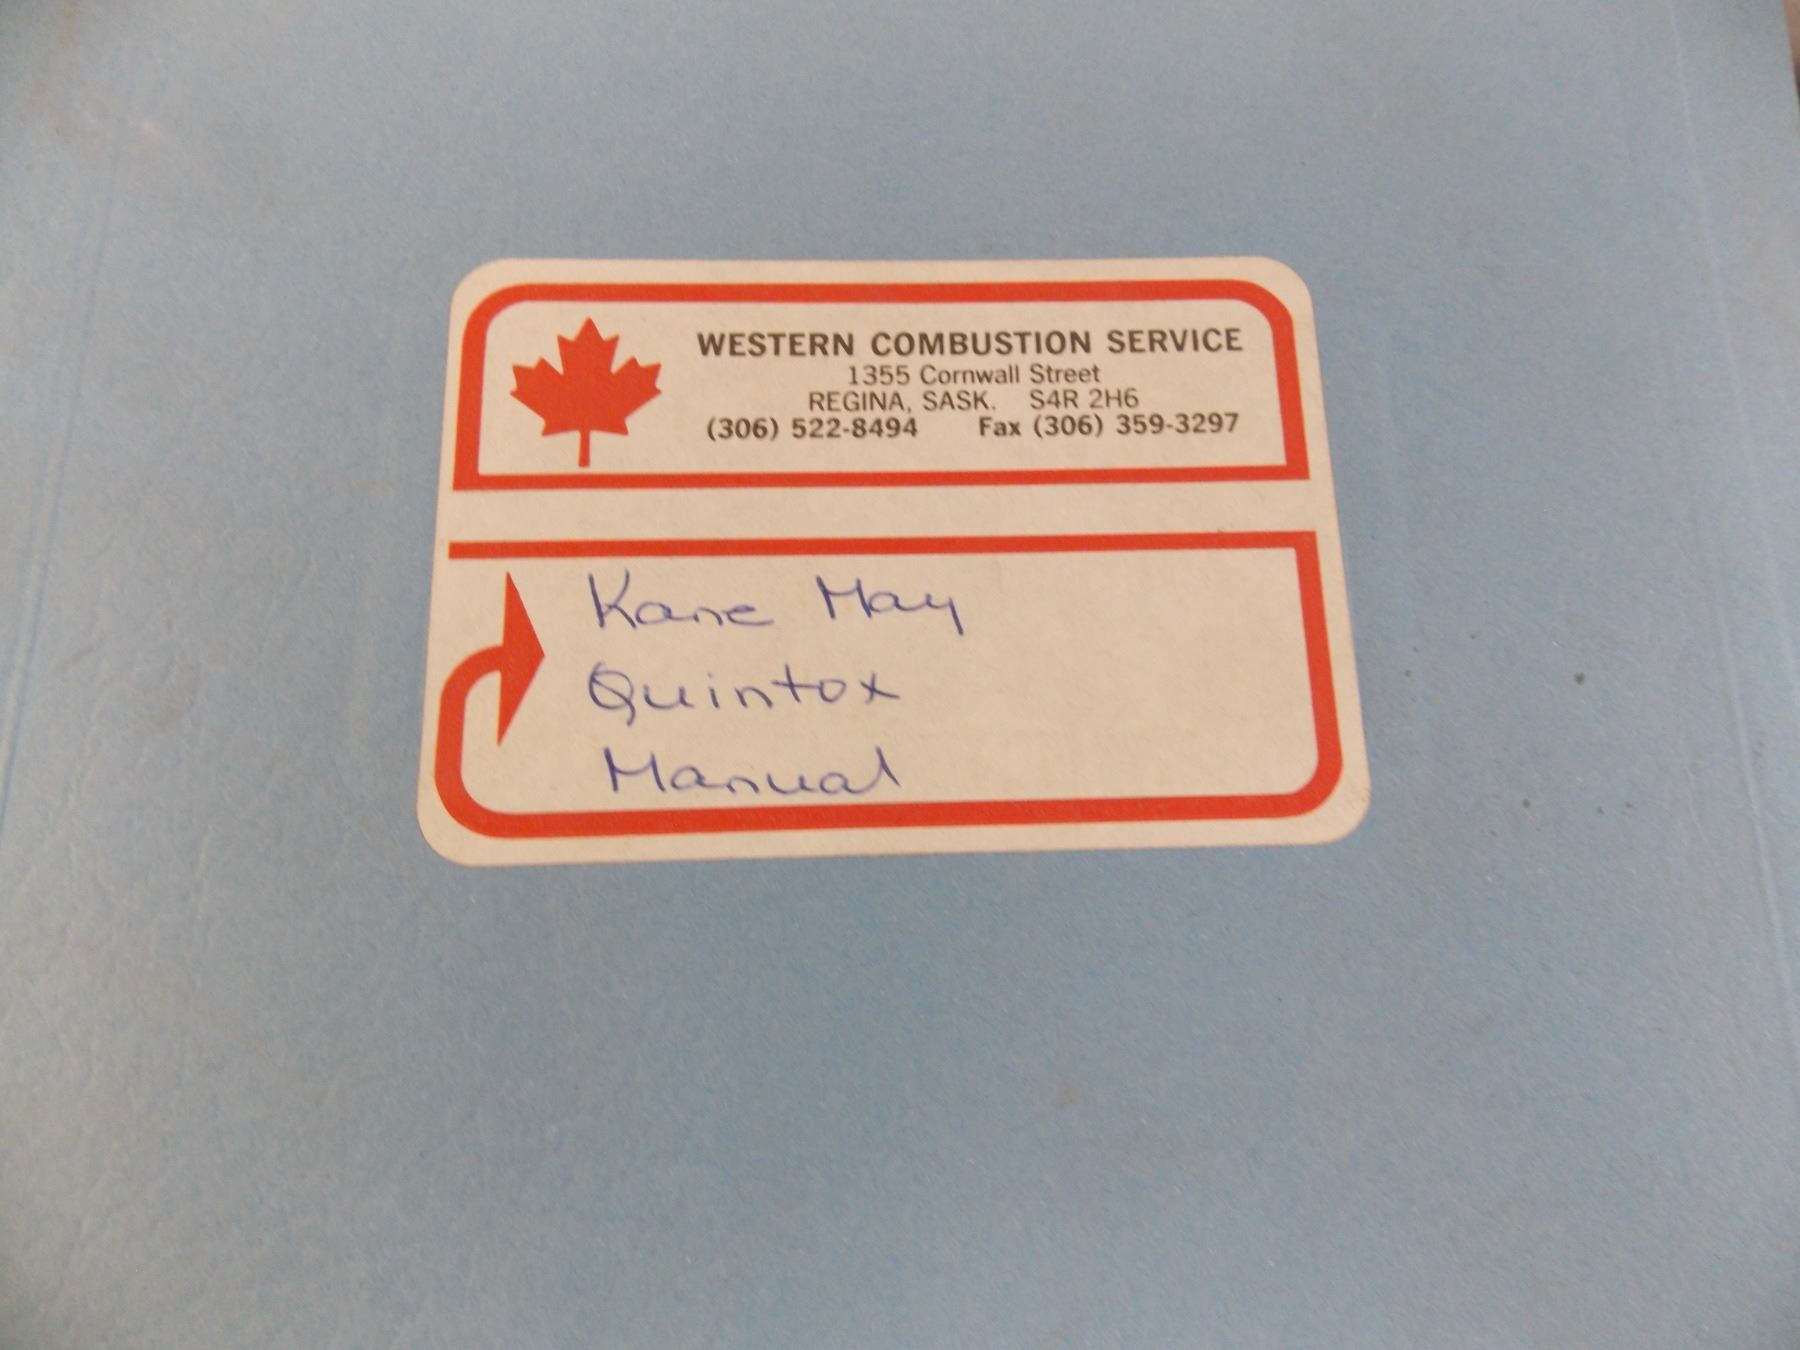 WESTERN COMBUSTION SERVICE
1355 Cornwall Street
REGINA, SASK. S4R 2H6
(306) 522-8494 Fax (306) 359-3297
Kane May
Quintox
Manual